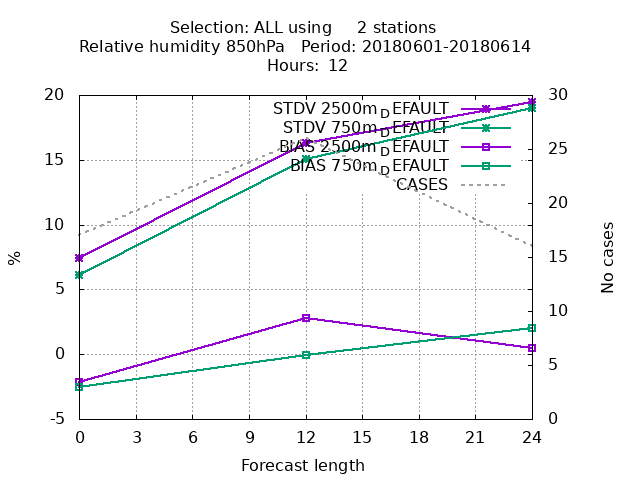 Selection: ALL using 2 stations
Relative humidity 850hPa Period: 20180601-20180614
Hours: 12
20
15
10
5
0
-5
%
STDV 2500m_DEFAULT
STDV 750m_DEFAULT
BIAS 2500m_DEFAULT
BIAS 750m_DEFAULT
CASES
30
25
20
15
10
5
0
No cases
0 3 6 9 12 15 18 21 24
Forecast length